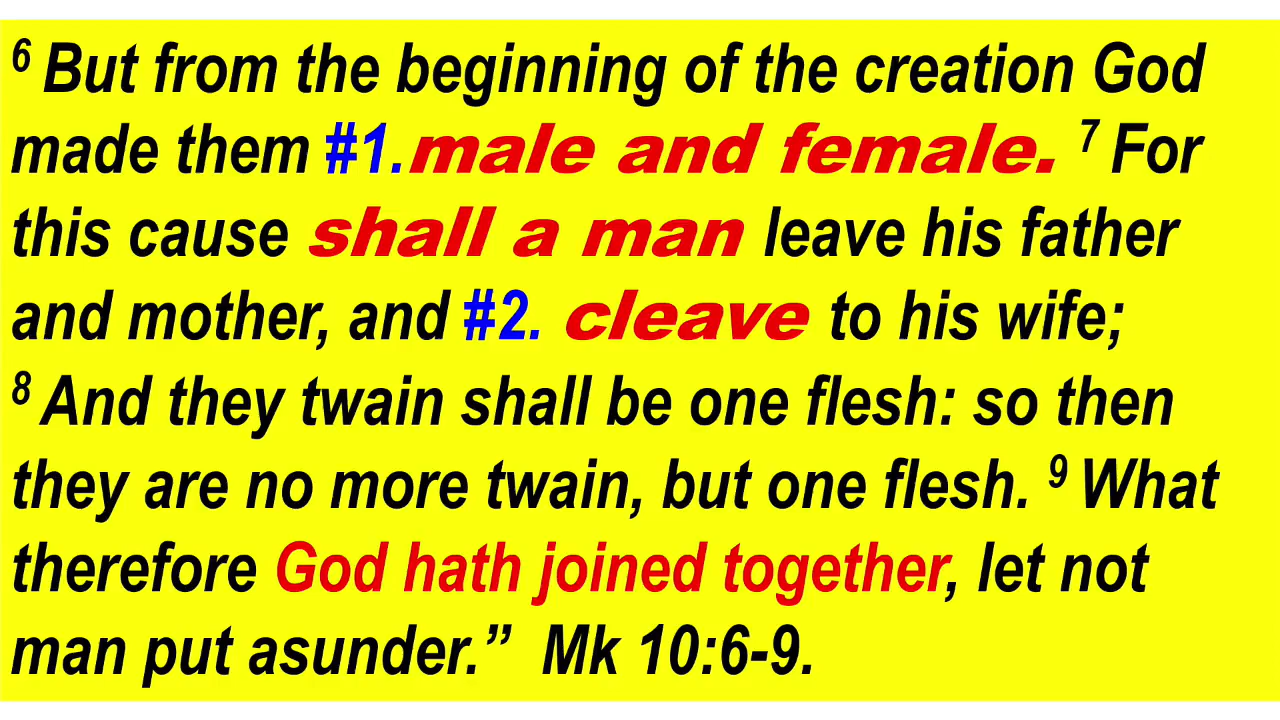 6 But from the beginning of the creation God
made them #1.male and female. 7 For
this cause shall a man leave his father
and mother, and #2. cleave to his wife;
8 And they twain shall be one flesh: so then
they are no more twain, but one flesh. 9 What
therefore God hath joined together, let not
man put asunder.” Mk 10:6-9.